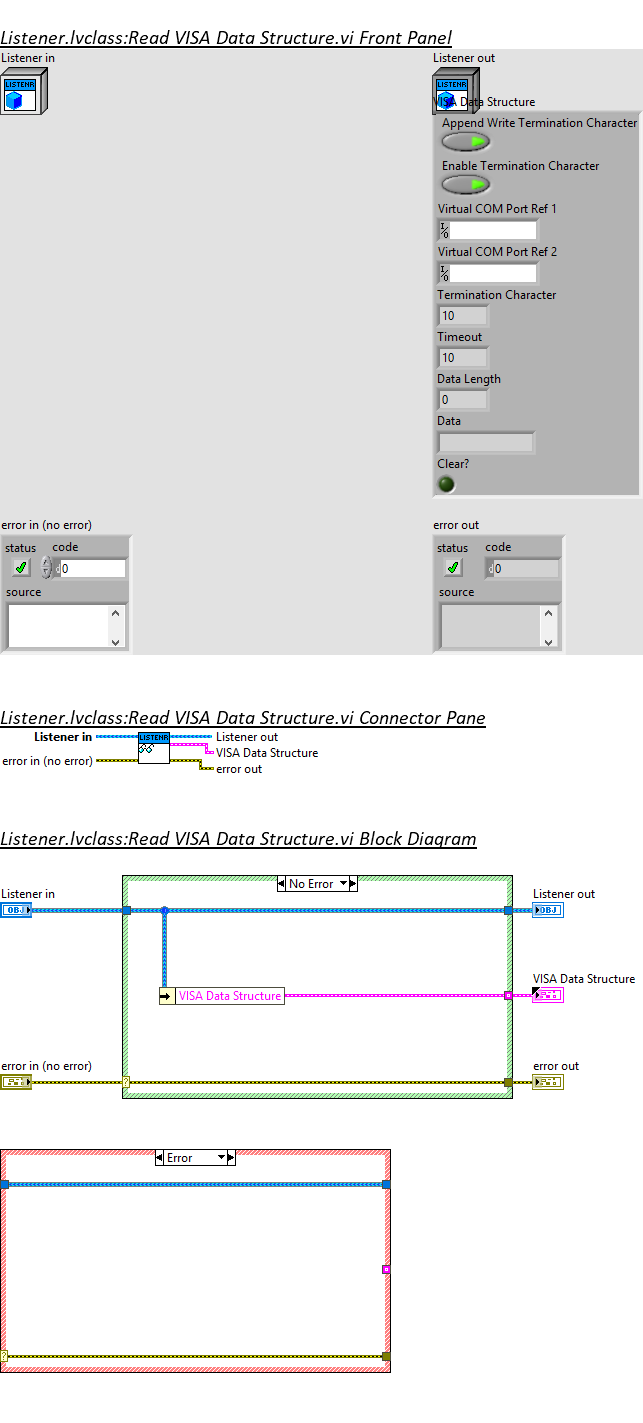 Listener.lvclass:Read VISA Data Structure.vi Front Panel
Listener in
LISTENR
Listener out
LISTENR
VISA Data Structure
Append Write Termination Character
Enable Termination Character
Virtual COM Port Ref 1
I/O
Virtual COM Port Ref 2
I/O
Termination Character
10
Timeout
10
Data Length
0
Data
Clear?
error in (no error)
status code
d0
source
error out
status code
d0
source
Listener.lvclass:Read VISA Data Structure.vi Connector Pane
Listener in
LISTENR
Listener out
VISA Data Structure
error in (no error)
error out
Listener.lvclass:Read VISA Data Structure.vi Block Diagram
No Error
Listener in
OBJ
Listener out
OBJ
VISA Data Structure
VISA Data Structure
error in (no error)
?
error out
Error
?